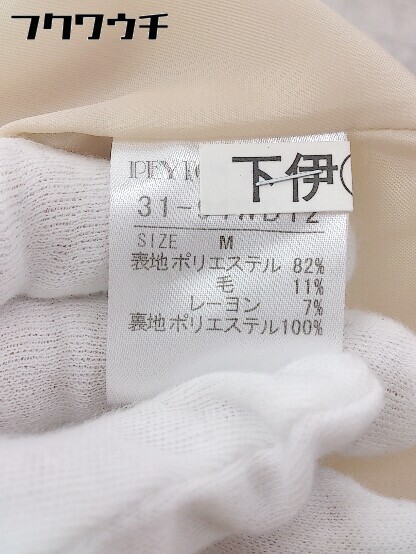 フクワウチ
下伊
SIZE M
表地 ポリエステル 82%
毛 11%
レーヨン 7%
裏地 ポリエステル100%